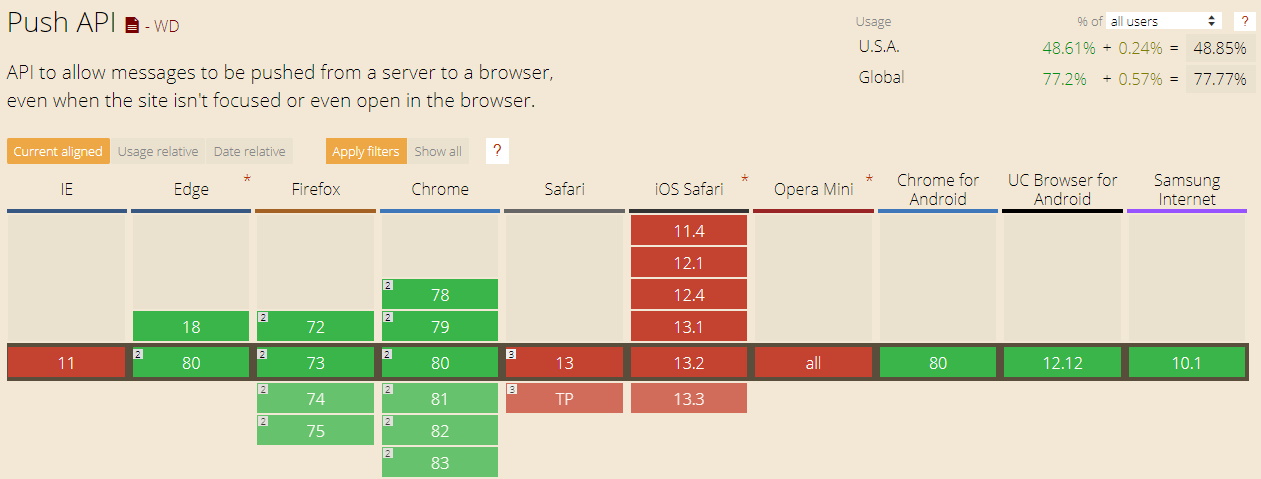 Push API - WD
Usage % of all users ?
U.S.A. 48.61% + 0.24% = 48.85%
Global 77.2% + 0.57% = 77.77%
API to allow messages to be pushed from a server to a browser,
even when the site isn't focused or even open in the browser.
Current aligned Usage relative Date relative Apply filters Show all ?
IE Edge * Firefox Chrome Safari iOS Safari * Opera Mini * Chrome for Android UC Browser for Android Samsung Internet
11.4
12.1
2 78 12.4
18 2 72 2 79 13.1
11 2 80 2 73 2 80 3 13 13.2 all 80 12.12 10.1
2 74 2 81 3 TP 13.3
2 75 2 82
2 83